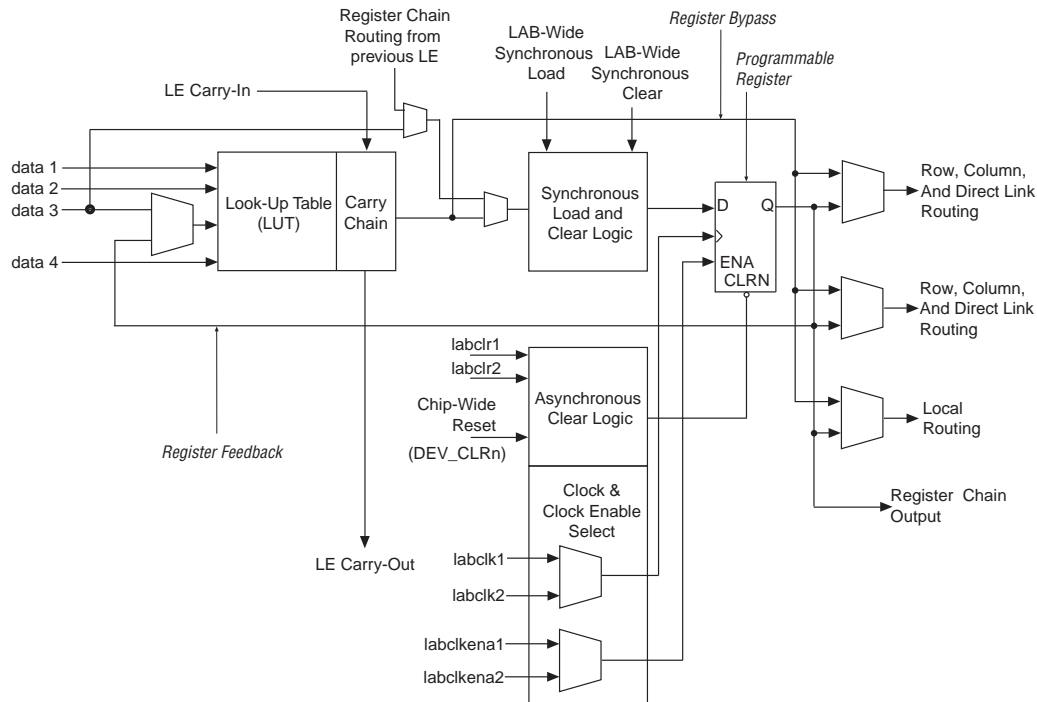 Register Chain
Routing from
previous LE
LAB-Wide
Synchronous
Load
LAB-Wide
Synchronous
Clear
Register Bypass
Programmable
Register
LE Carry-In
data 1
data 2
data 3
data 4
Look-Up Table
(LUT)
Carry
Chain
Synchronous
Load and
Clear Logic
D
Q
ENA
CLRN
Row, Column,
And Direct Link
Routing
Row, Column,
And Direct Link
Routing
Local
Routing
Register Chain
Output
labclr1
labclr2
Chip-Wide
Reset
(DEV_CLRn)
Asynchronous
Clear Logic
Register Feedback
Clock &
Clock Enable
Select
LE Carry-Out
labclk1
labclk2
labclkena1
labclkena2